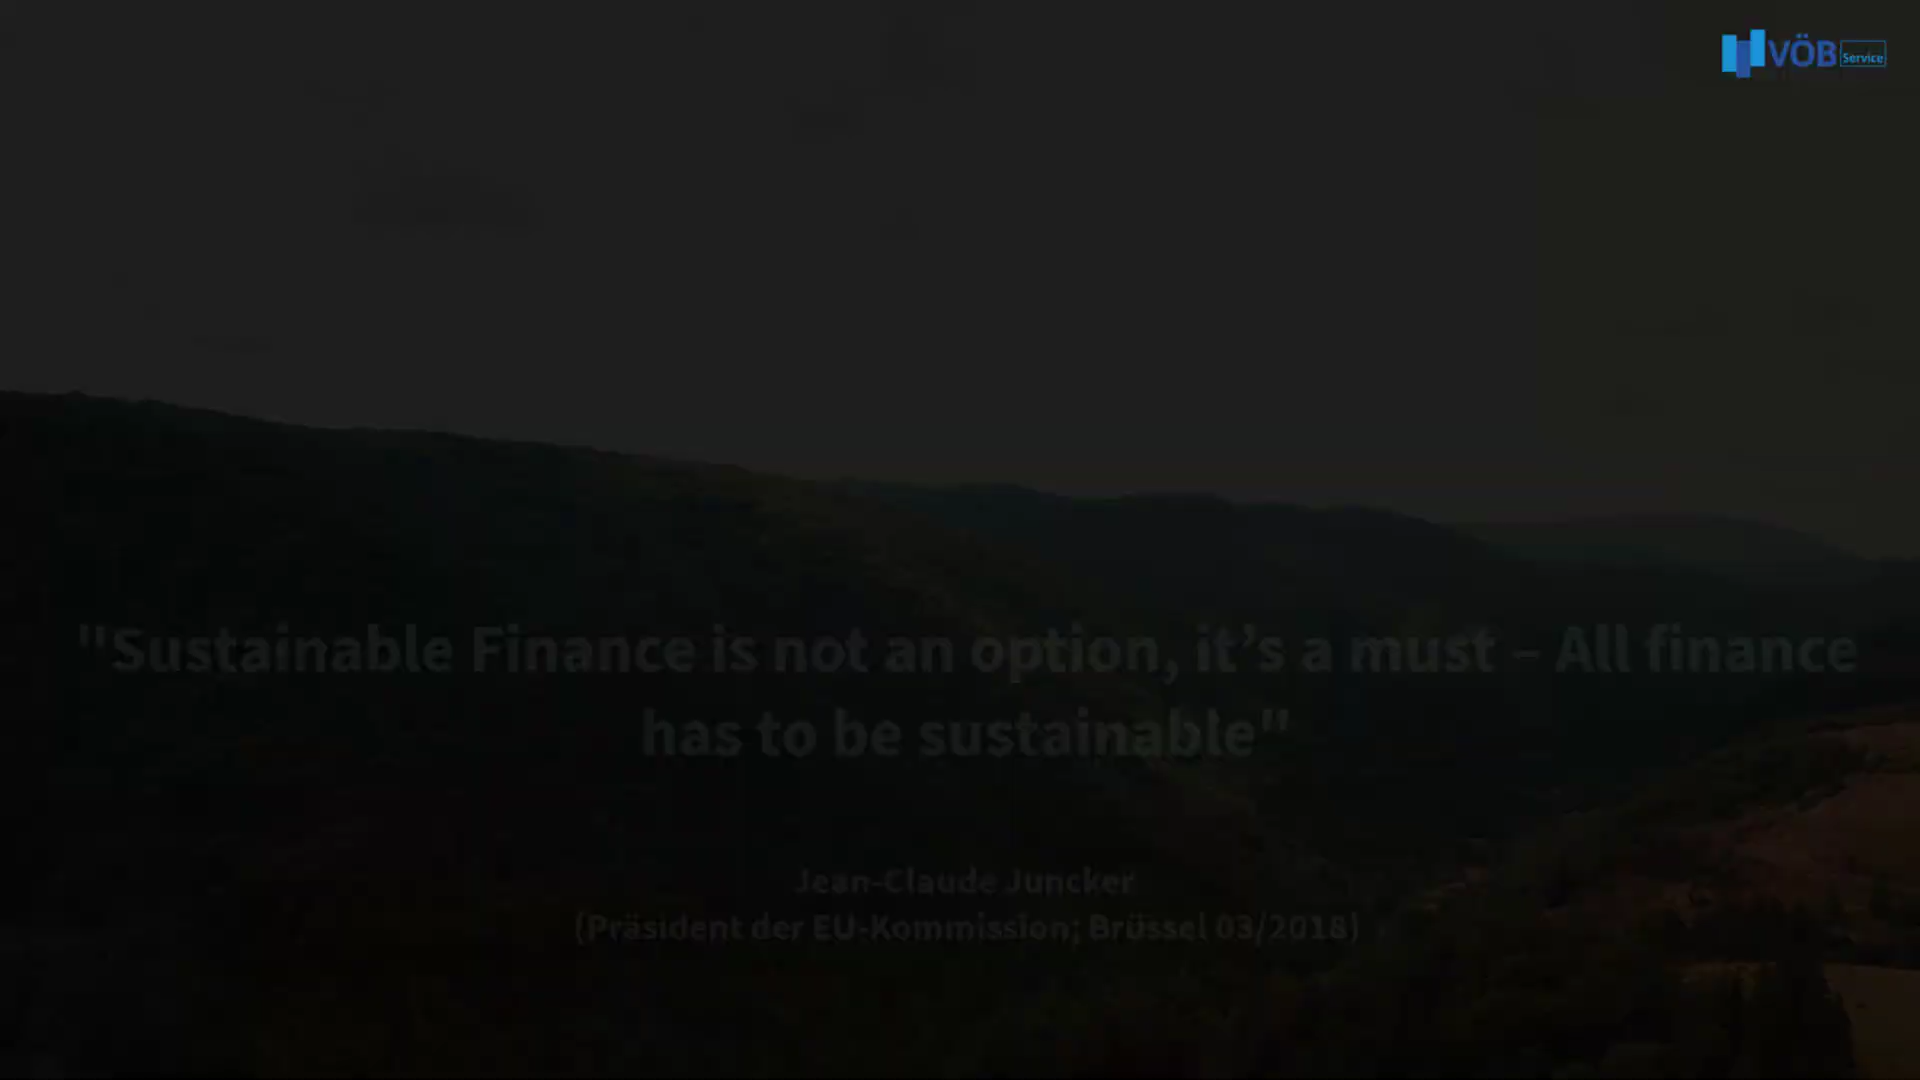 VÖB Service
"Sustainable Finance is not an option, it’s a must – All finance
has to be sustainable"
Jean-Claude Juncker
(Präsident der EU-Kommission; Brüssel 03/2018)